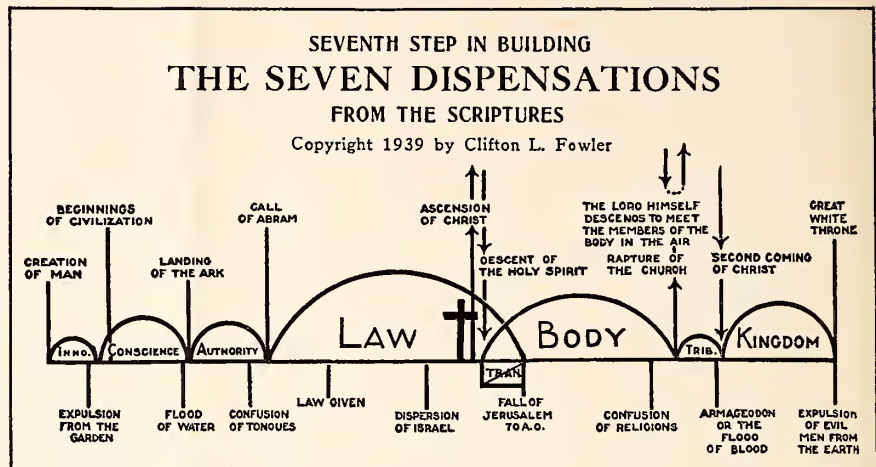 SEVENTH STEP IN BUILDING
THE SEVEN DISPENSATIONS
FROM THE SCRIPTURES
Copyright 1939 by Clifton L. Fowler
BEGINNINGS
OF CIVILIZATION
CALL
OF ABRAM
ASCENSION
OF CHRIST
THE LORD HIMSELF
DESCENDS TO MEET
THE MEMBERS OF THE
BODY IN THE AIR
GREAT
WHITE
THRONE
CREATION
OF MAN
LANDING
OF THE ARK
DESCENT OF
THE HOLY SPIRIT
RAPTURE OF
THE CHURCH
SECOND COMING
OF CHRIST
INNO.
CONSCIENCE
AUTHORITY
LAW
BODY
TRIB.
KINGDOM
TRAN.
EXPULSION
FROM THE
GARDEN
FLOOD
OF WATER
CONFUSION
OF TONGUES
LAW GIVEN
DISPERSION
OF ISRAEL
FALL OF
JERUSALEM
70 A.D.
CONFUSION
OF RELIGIONS
ARMAGEDON
OR THE
FLOOD
OF BLOOD
EXPULSION
OF EVIL
MEN FROM
THE EARTH